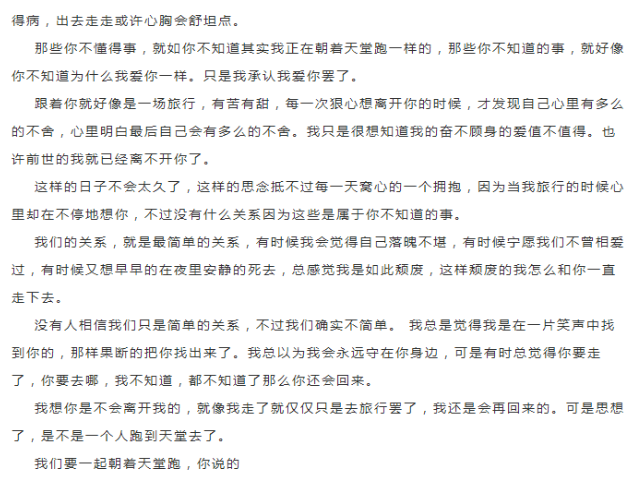 得病，出去走走或许心胸会舒坦点。
那些你不懂得事，就如你不知道其实我正在朝着天堂跑一样的，那些你不知道的事，就好像
你不知道为什么我爱你一样。只是我承认我爱你罢了。
跟着你就好像是一场旅行，有苦有甜，每一次狠心想离开你的时候，才发现自己心里有多么
的不舍，心里明白最后自己会有多么的不舍。我只是很想知道我的奋不顾身的爱值不值得。也
许前世的我就已经离不开你了。
这样的日子不会太久了，这样的思念抵不过每一天窝心的一个拥抱，因为当我旅行的时候心
里却在不停地想你，不过没有什么关系因为这些是属于你不知道的事。
我们的关系，就是最简单的关系，有时候我会觉得自己落魄不堪，有时候宁愿我们不曾相爱
过，有时候又想早早的在夜里安静的死去，总感觉我是如此颓废，这样颓废的我怎么和你一直
走下去。
没有人相信我们只是简单的关系，不过我们确实不简单。 我总是觉得我是在一片笑声中找
到你的，那样果断的把你找出来了。我总以为我会永远守在你身边，可是有时总觉得你要走
了，你要去哪，我不知道，都不知道了那么你还会回来。
我想你是不会离开我的，就像我走了就仅仅只是去旅行罢了，我还是会再回来的。可是思想
了，是不是一个人跑到天堂去了。
我们要一起朝着天堂跑，你说的